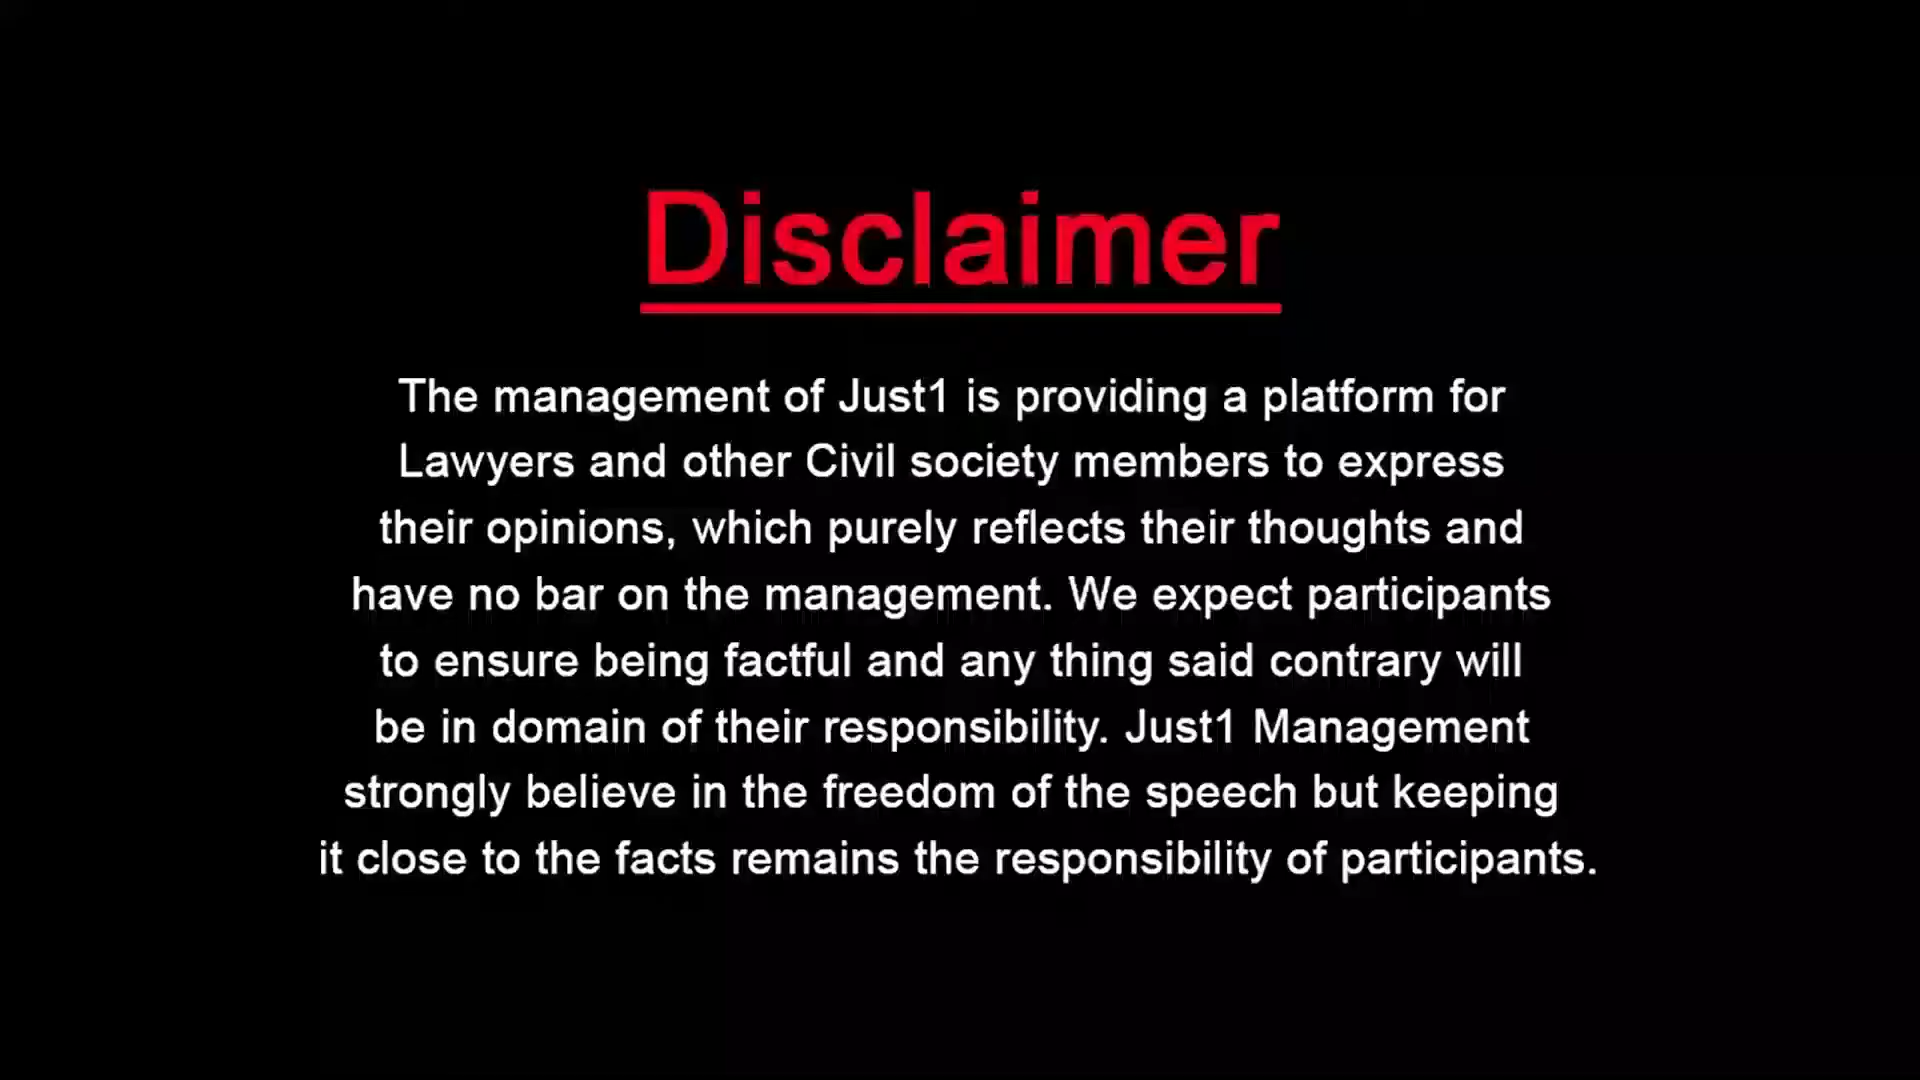 Disclaimer
The management of Just1 is providing a platform for
Lawyers and other Civil society members to express
their opinions, which purely reflects their thoughts and
have no bar on the management. We expect participants
to ensure being factful and any thing said contrary will
be in domain of their responsibility. Just1 Management
strongly believe in the freedom of the speech but keeping
it close to the facts remains the responsibility of participants.